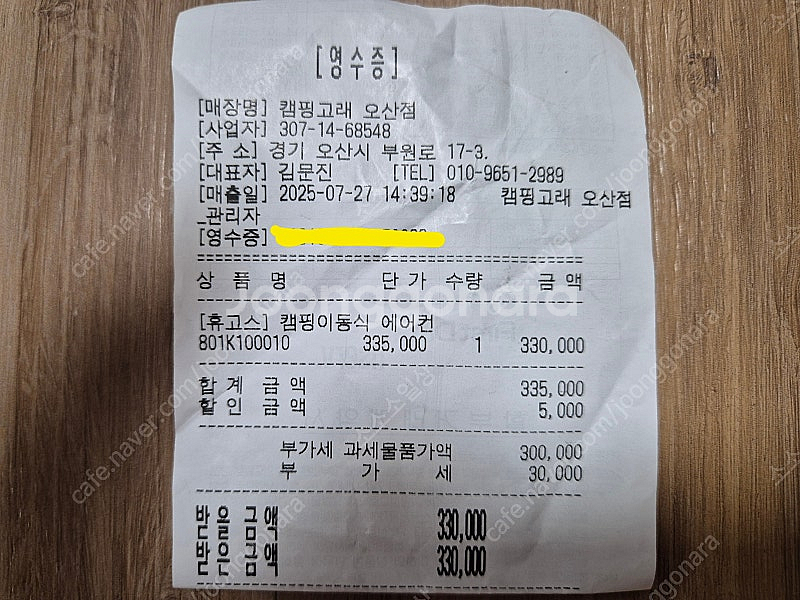 [영수증]
[매장명] 캠핑고래 오산점
[사업자] 307-14-68548
[주 소] 경기 오산시 부원로 17-3.
[대표자] 김문진 [TEL] 010-9651-2989
[매출일] 2025-07-27 14:39:18 캠핑고래 오산점
_관리자
[영수증]
상 품 명 단 가 수량 금 액
joonggonara
[휴고스] 캠핑이동식 에어컨
801K100010 335,000 1 330,000
합 계 금 액 335,000
할 인 금 액 5,000
부가세 과세물품가액 300,000
부 가 세 30,000
받을 금액 330,000
받은 금액 330,000